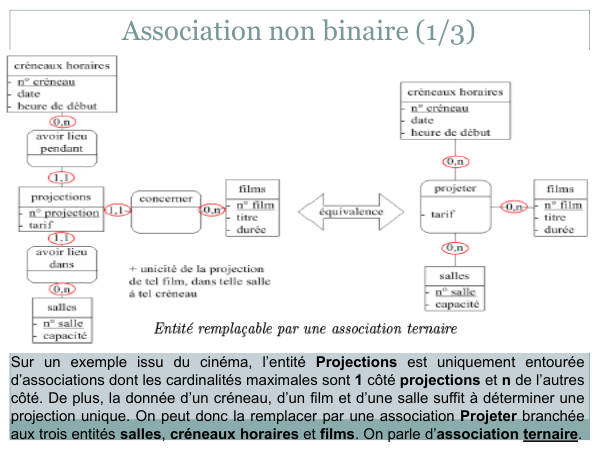 Association non binaire (1/3)
créneaux horaires
- n° créneau
- date
- heure de début
0,n
avoir lieu
pendant
1,1
projections
- n° projection
- tarif
1,1
concerner
0,n
films
- n° film
- titre
- durée
1,1
avoir lieu
dans
0,n
salles
- n° salle
- capacité
+ unicité de la projection
de tel film, dans telle salle
à tel créneau
équivalence
créneaux horaires
- n° créneau
- date
- heure de début
0,n
projeter
- tarif
0,n
films
- n° film
- titre
- durée
0,n
salles
- n° salle
- capacité
Entité remplaçable par une association ternaire
Sur un exemple issu du cinéma, l’entité Projections est uniquement entourée
d’associations dont les cardinalités maximales sont 1 côté projections et n de l’autres
côté. De plus, la donnée d’un créneau, d’un film et d’une salle suffit à déterminer une
projection unique. On peut donc la remplacer par une association Projeter branchée
aux trois entités salles, créneaux horaires et films. On parle d’association ternaire.